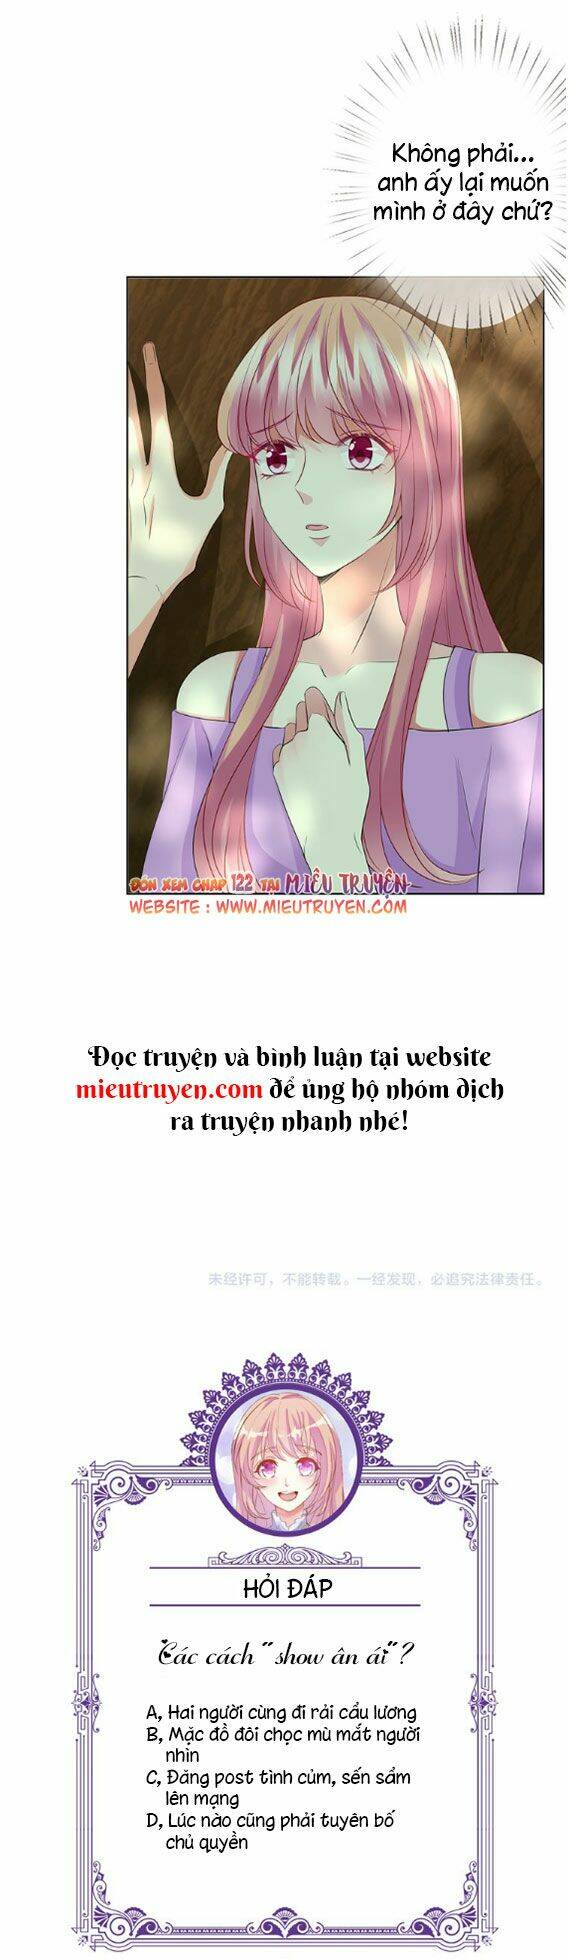 Không phải...
anh ấy lại muốn
mình ở đây chứ?
ĐÓN XEM CHAP 122 TẠI MIÊU TRUYỆN
WEBSITE : WWW.MIEUTRUYEN.COM
Đọc truyện và bình luận tại website
mieutruyen.com để ủng hộ nhóm dịch
ra truyện nhanh nhé!
未经许可，不能转载。一经发现，必追究法律责任。
HỎI ĐÁP
Các cách "show ân ái"?
A, Hai người cùng đi rải cẩu lương
B, Mặc đồ đôi chọc mù mắt người
nhìn
C, Đăng post tình củm, sến sẩm
lên mạng
D, Lúc nào cũng phải tuyên bố
chủ quyền